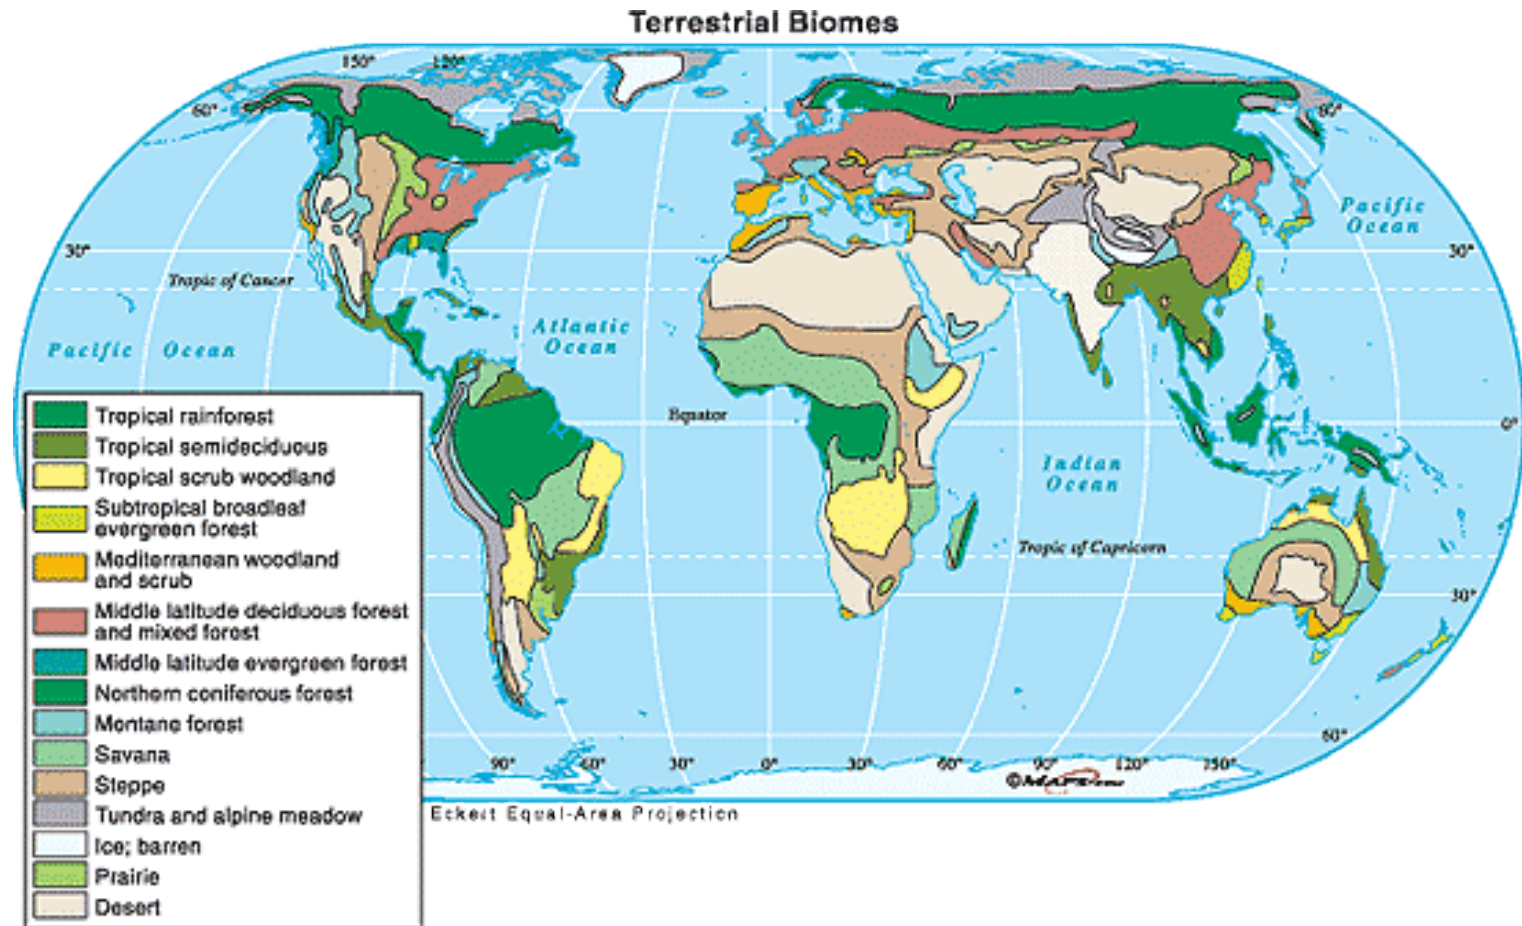 Terrestrial Biomes
150°
120°
60°
60°
Pacific
Ocean
30°
30°
Tropic of Cancer
Atlantic
Ocean
Pacific Ocean
Equator
0°
Indian
Ocean
Tropic of Capricorn
30°
60°
90°
60°
30°
0°
30°
60°
90°
120°
150°
Tropical rainforest
Tropical semideciduous
Tropical scrub woodland
Subtropical broadleaf
evergreen forest
Mediterranean woodland
and scrub
Middle latitude deciduous forest
and mixed forest
Middle latitude evergreen forest
Northern coniferous forest
Montane forest
Savana
Steppe
Tundra and alpine meadow
Ice; barren
Prairie
Desert
©MAPS.com
Eckert Equal-Area Projection